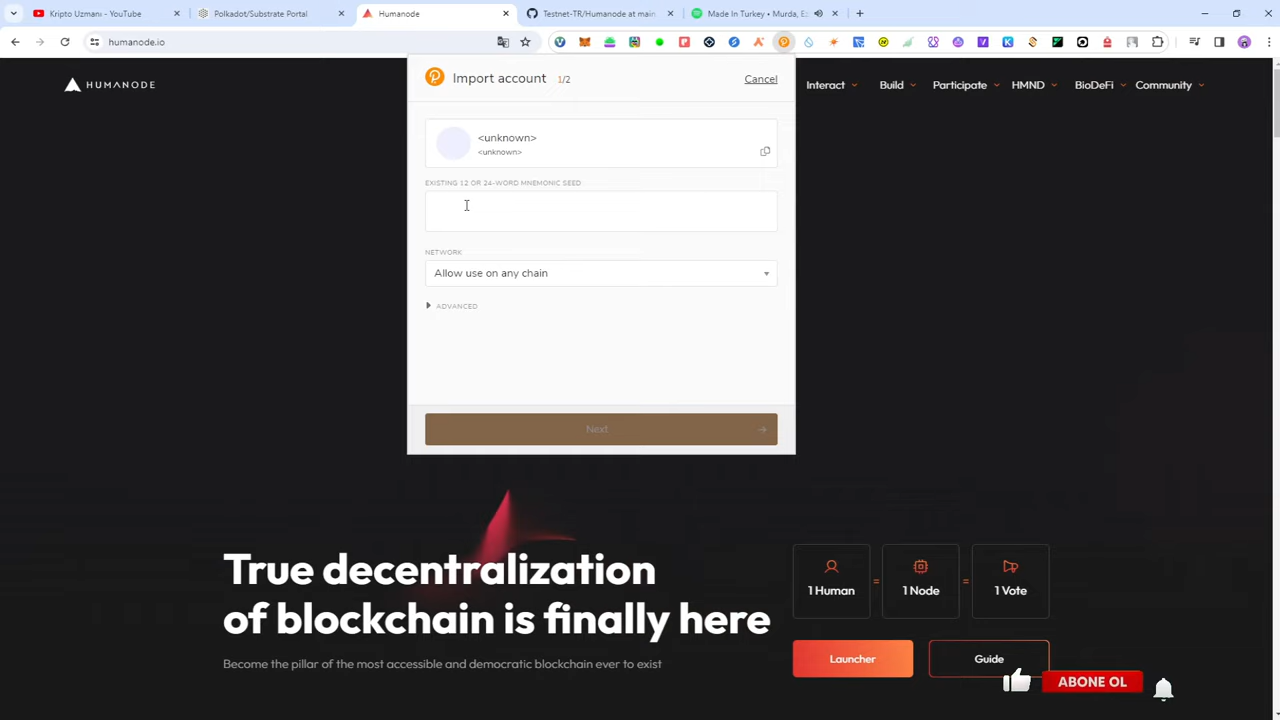 Kripto Uzmanı - YouTube
Polkadot/Substrate Portal
Humanode
Testnet-TR/Humanode at main
Made In Turkey • Murda, E
humanode.io
HUMANODE
Interact
Build
Participate
HMND
BioDeFi
Community
Import account 1/2
Cancel
<unknown>
<unknown>
EXISTING 12 OR 24-WORD MNEMONIC SEED
NETWORK
Allow use on any chain
ADVANCED
Next
True decentralization
of blockchain is finally here
Become the pillar of the most accessible and democratic blockchain ever to exist
1 Human
=
1 Node
=
1 Vote
Launcher
Guide
ABONE OL